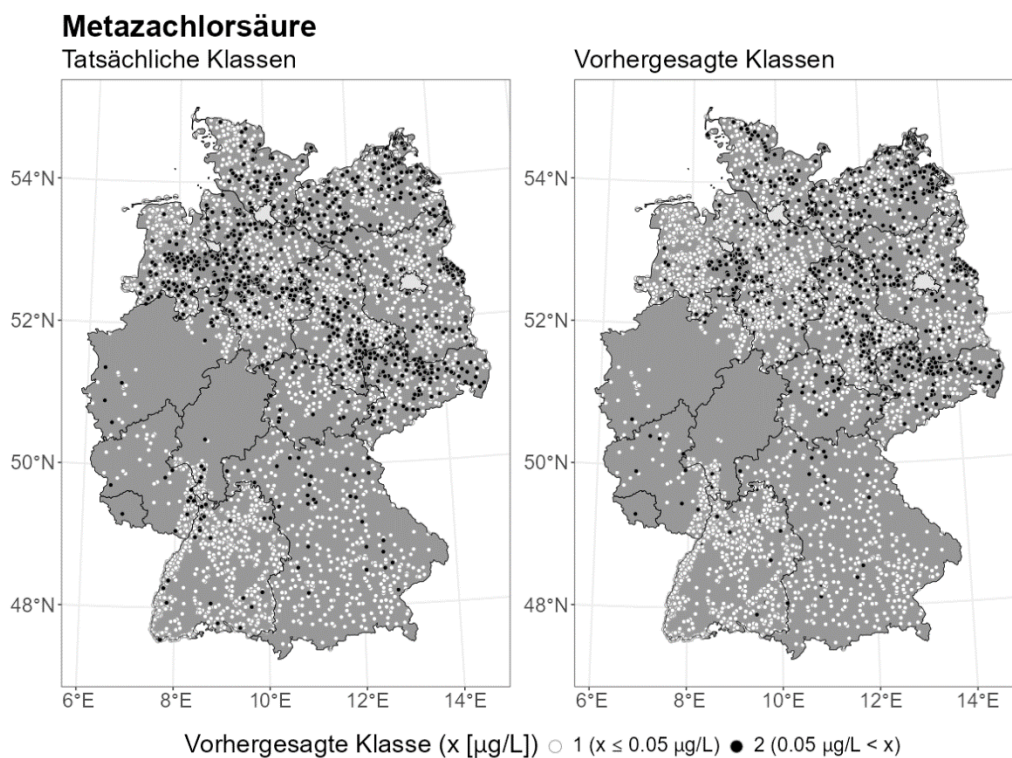 Metazachlorsäure
Tatsächliche Klassen
Vorhergesagte Klassen
54°N
52°N
50°N
48°N
54°N
52°N
50°N
48°N
6°E 8°E 10°E 12°E 14°E
6°E 8°E 10°E 12°E 14°E
Vorhergesagte Klasse (x [µg/L]) 1 (x ≤ 0.05 µg/L) 2 (0.05 µg/L < x)